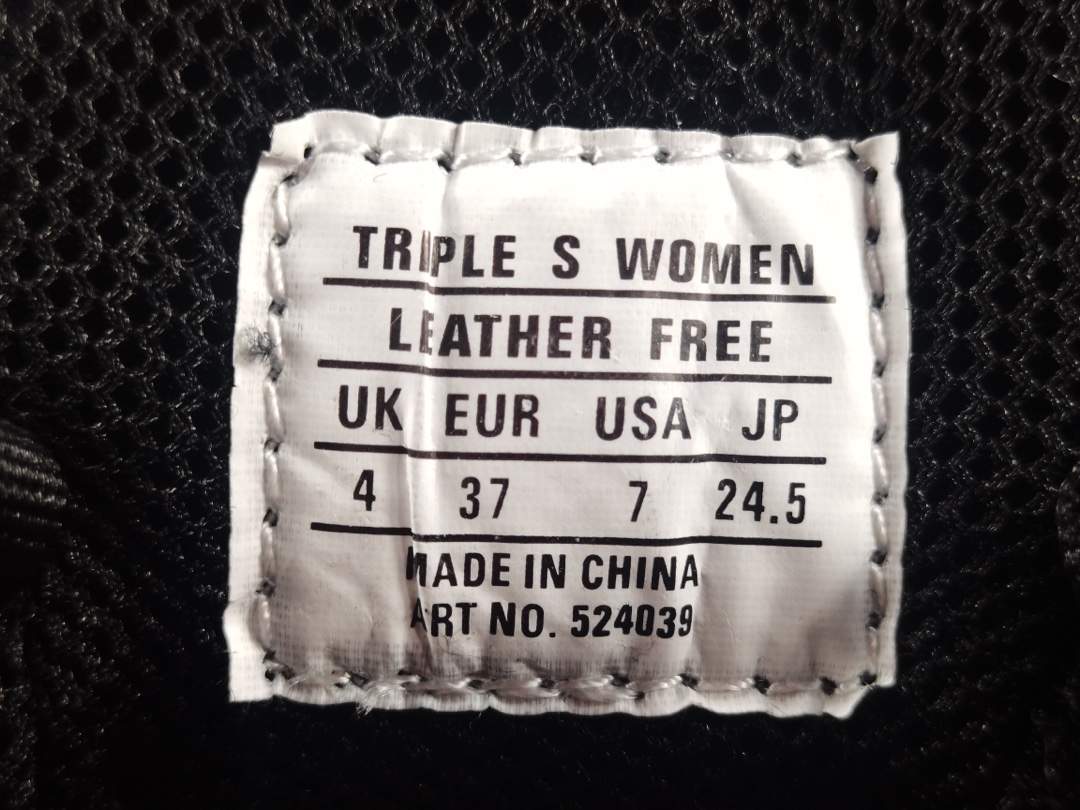 TRIPLE S WOMEN
LEATHER FREE
UK EUR USA JP
4 37 7 24.5
MADE IN CHINA
ART NO. 524039